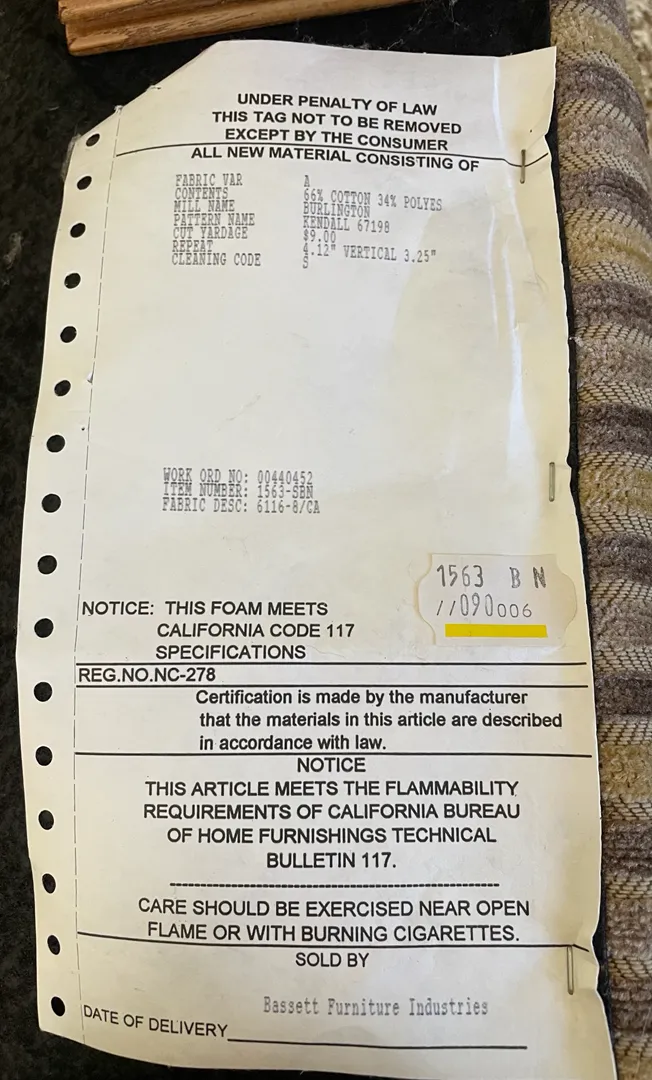 UNDER PENALTY OF LAW
THIS TAG NOT TO BE REMOVED
EXCEPT BY THE CONSUMER
ALL NEW MATERIAL CONSISTING OF
FABRIC VAR A
CONTENTS 66% COTTON 34% POLYES
MILL NAME BURLINGTON
PATTERN NAME KENDALL 67198
CUT YARDAGE $9.00
REPEAT 4.12" VERTICAL 3.25"
CLEANING CODE S
WORK ORD NO: 00440452
ITEM NUMBER: 1563-SBN
FABRIC DESC: 6116-8/CA
1563 B N
//090006
NOTICE: THIS FOAM MEETS
CALIFORNIA CODE 117
SPECIFICATIONS
REG.NO.NC-278
Certification is made by the manufacturer
that the materials in this article are described
in accordance with law.
NOTICE
THIS ARTICLE MEETS THE FLAMMABILITY
REQUIREMENTS OF CALIFORNIA BUREAU
OF HOME FURNISHINGS TECHNICAL
BULLETIN 117.
CARE SHOULD BE EXERCISED NEAR OPEN
FLAME OR WITH BURNING CIGARETTES.
SOLD BY
Bassett Furniture Industries
DATE OF DELIVERY